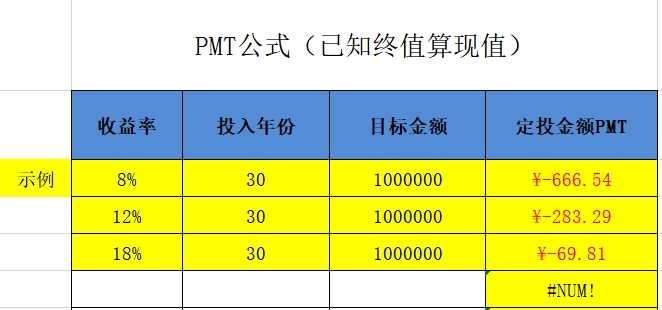 PMT公式（已知终值算现值）
收益率 投入年份 目标金额 定投金额PMT
示例 8% 30 1000000 ¥-666.54
12% 30 1000000 ¥-283.29
18% 30 1000000 ¥-69.81
#NUM!